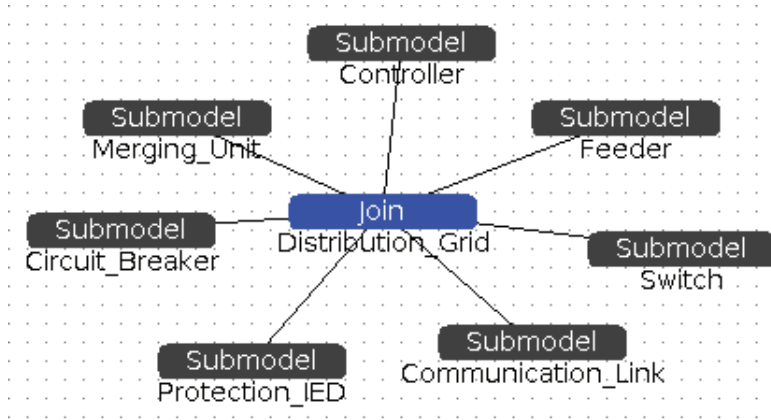 Submodel
Controller
Submodel
Merging_Unit
Submodel
Feeder
Join
Distribution_Grid
Submodel
Circuit_Breaker
Submodel
Switch
Submodel
Protection_IED
Submodel
Communication_Link